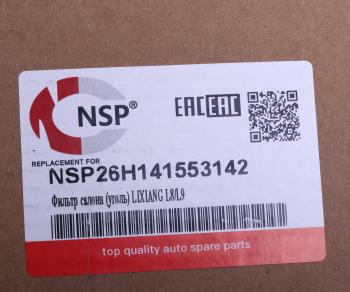 NSP®
EAC EAC
REPLACEMENT FOR
NSP26H141553142
Фильтр салона (уголь) LIXIANG L8/L9
top quality auto spare parts